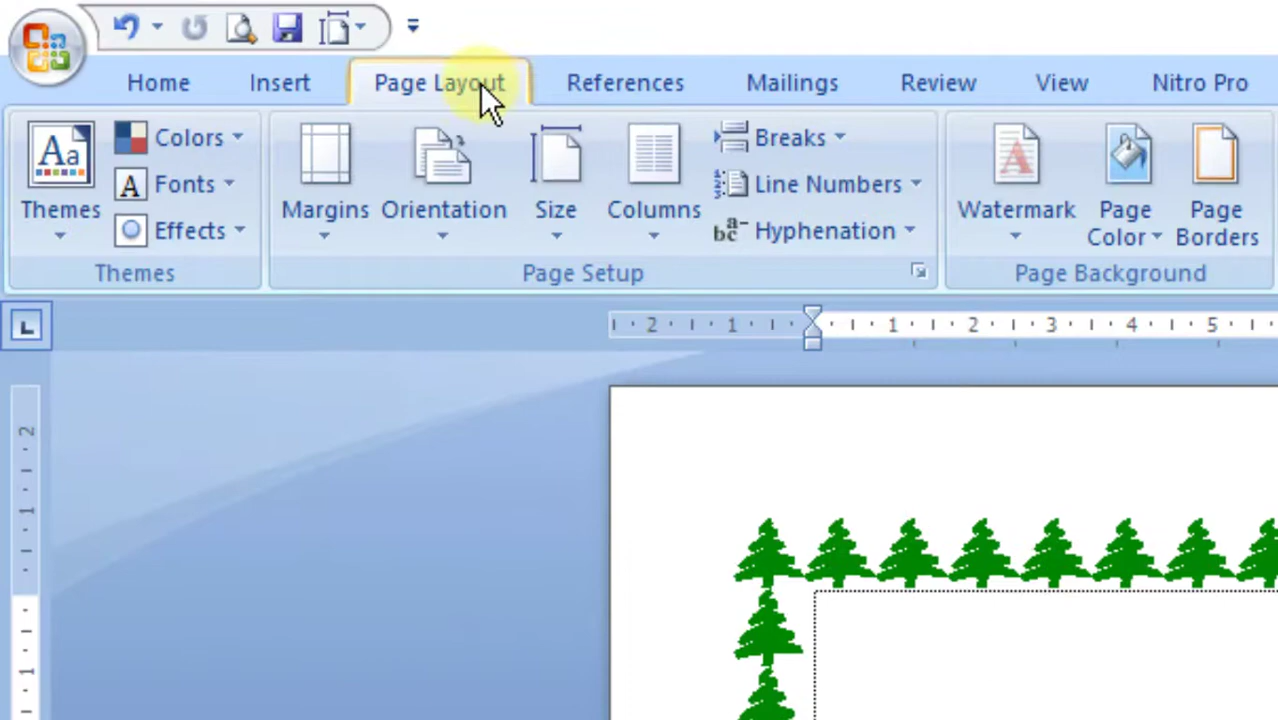 Home Insert Page Layout References Mailings Review View Nitro Pro
Aa Colors Breaks
A Fonts Line Numbers A
Themes Margins Orientation Size Columns Watermark Page Color Page Borders
Effects bc a- Hyphenation
Themes Page Setup Page Background
L 2 1 1 2 3 4 5
2
1
1